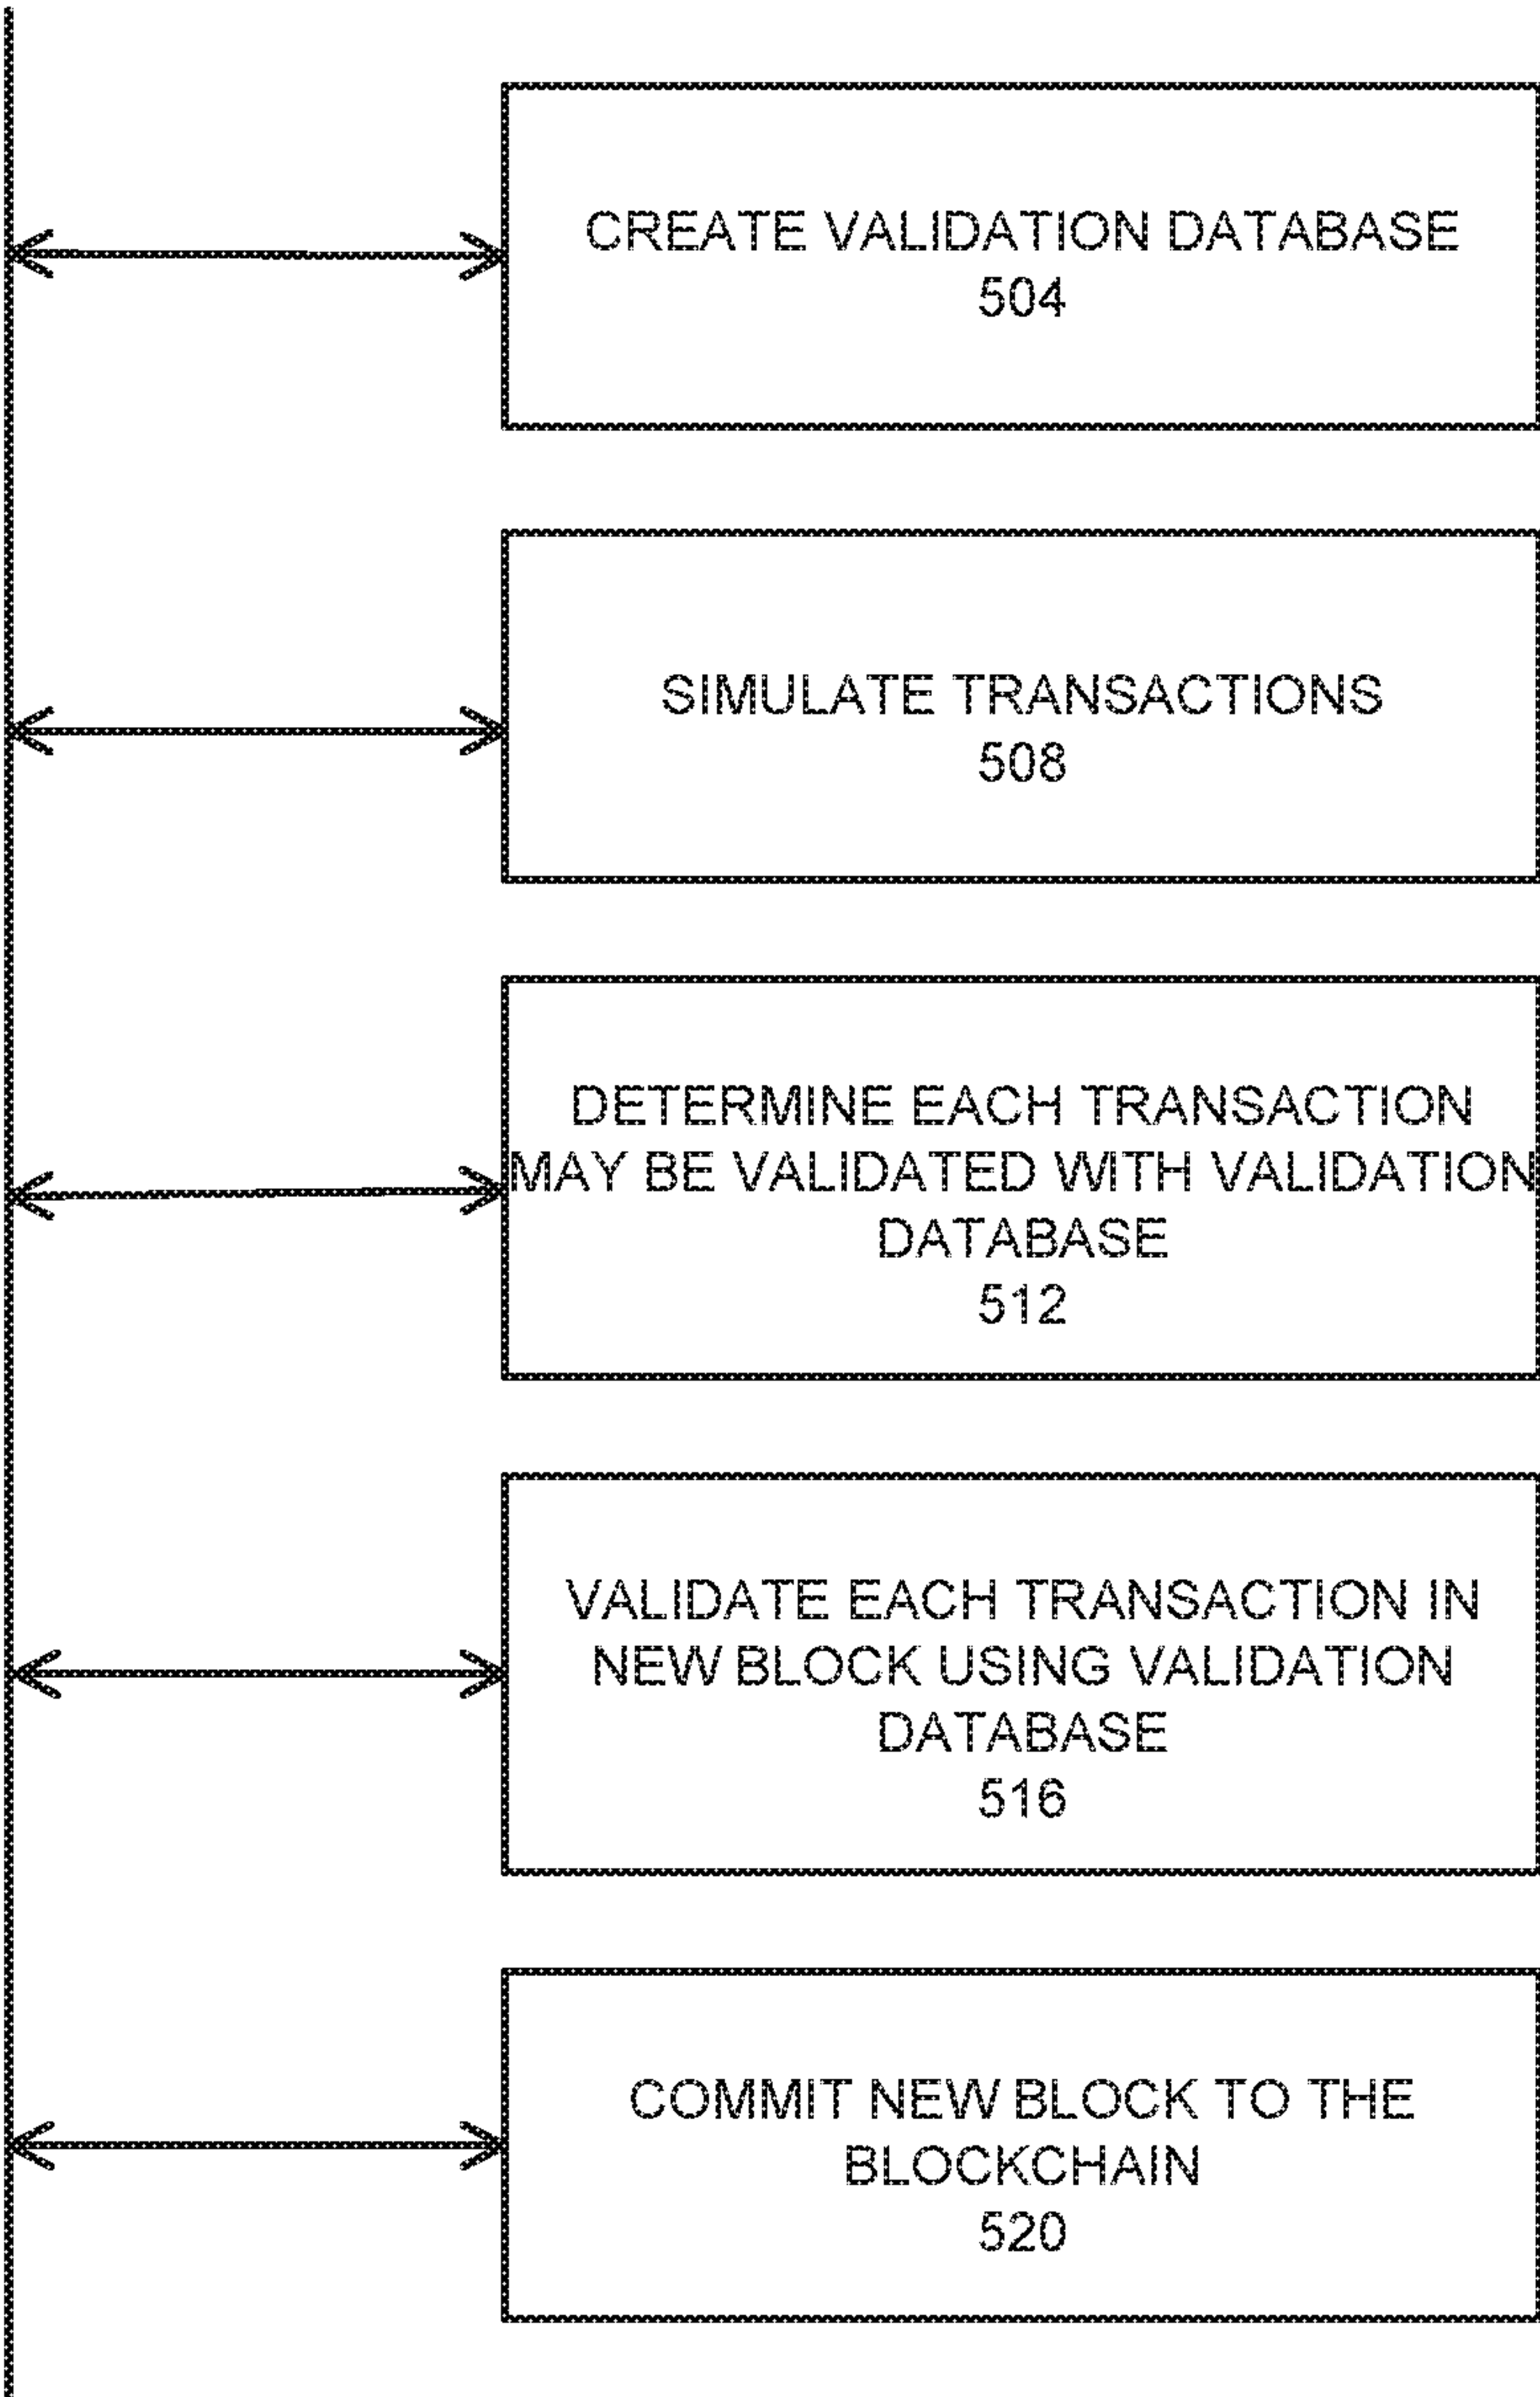 CREATE VALIDATION DATABASE
504
SIMULATE TRANSACTIONS
508
DETERMINE EACH TRANSACTION
MAY BE VALIDATED WITH VALIDATION
DATABASE
512
VALIDATE EACH TRANSACTION IN
NEW BLOCK USING VALIDATION
DATABASE
516
COMMIT NEW BLOCK TO THE
BLOCKCHAIN
520